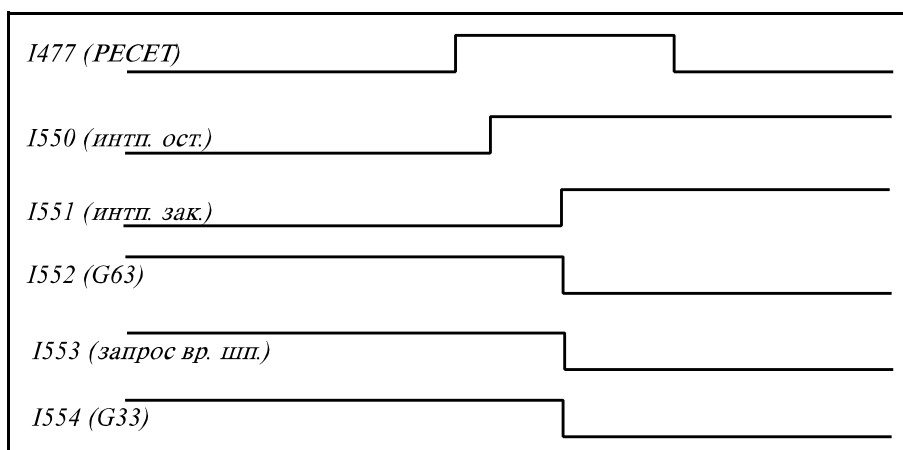 I477 (РЕСЕТ)
I550 (интп. ост.)
I551 (интп. зак.)
I552 (G63)
I553 (запрос вр. шп.)
I554 (G33)